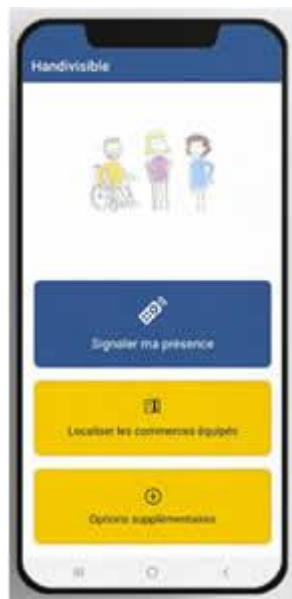 Handivisible
Signaler ma présence
Localiser les commerces équipés
Options supplémentaires